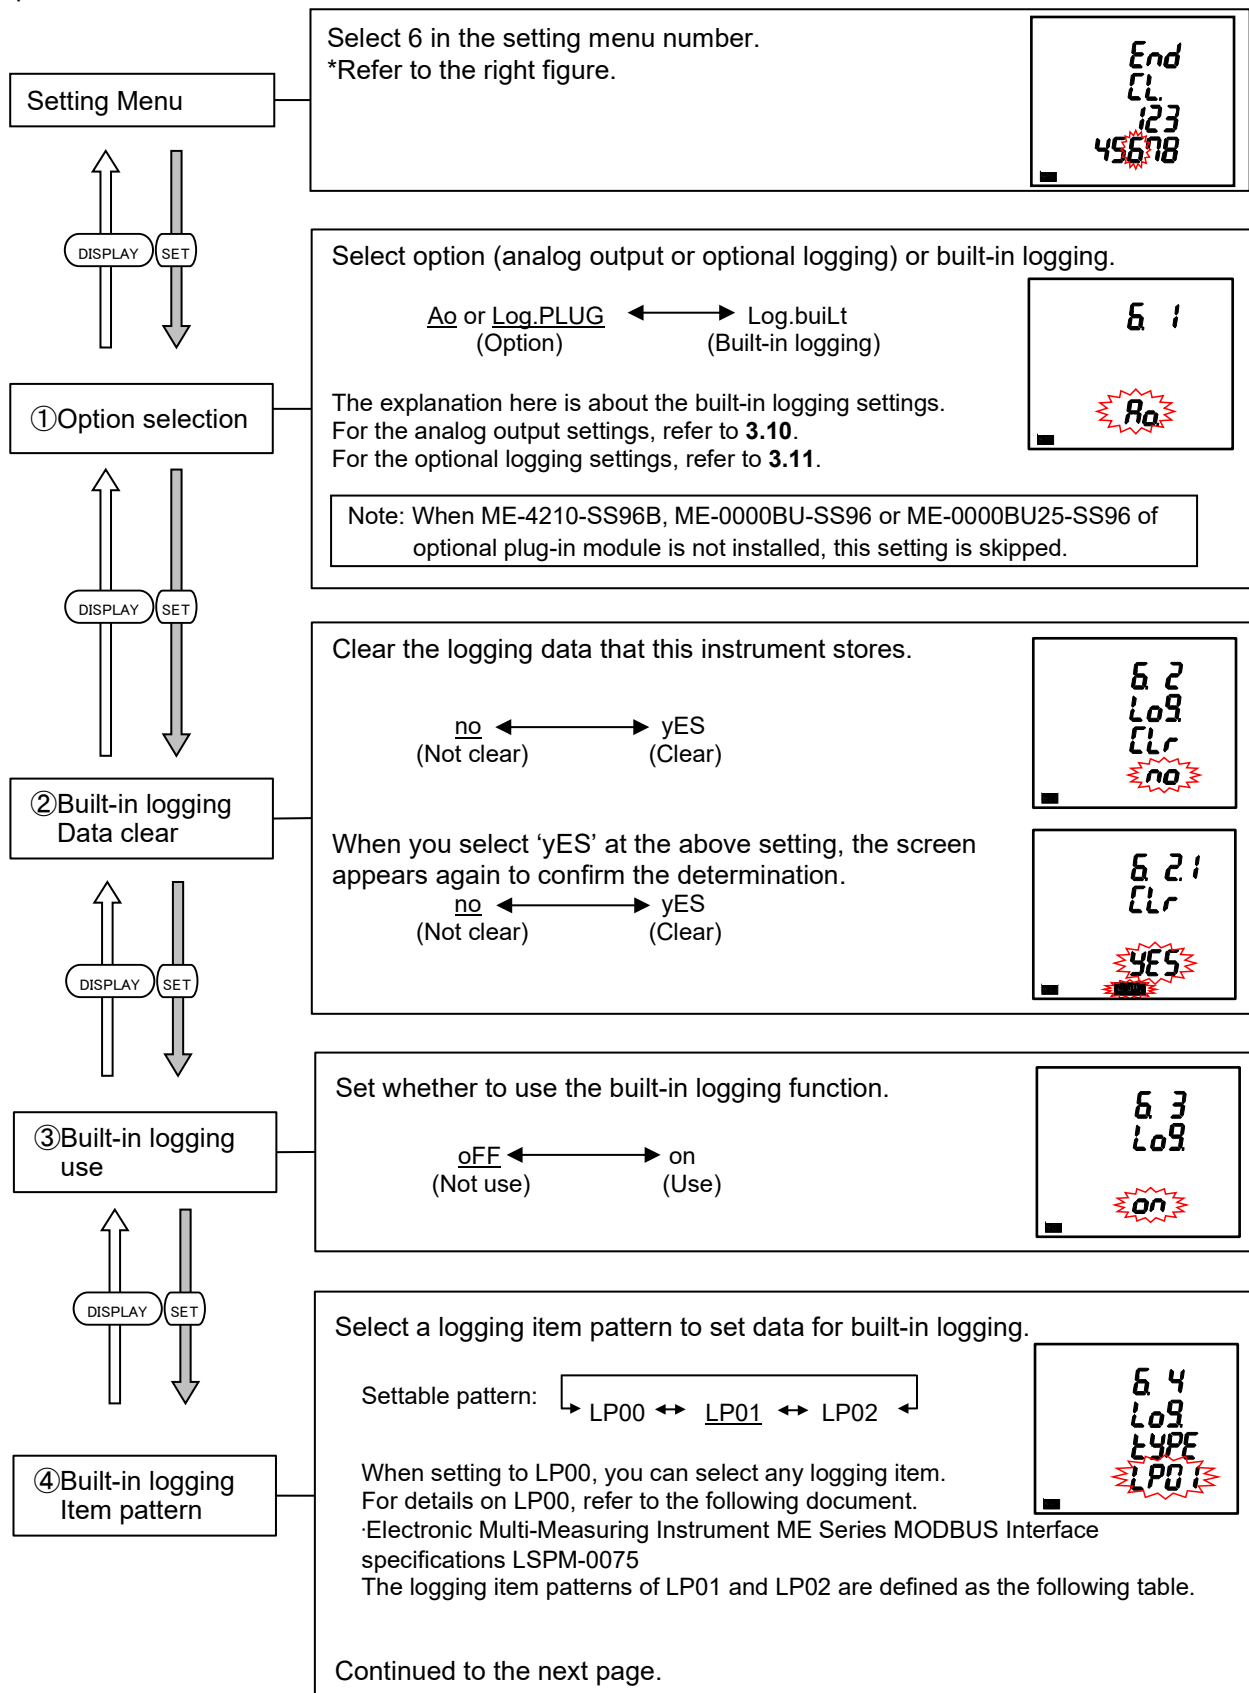 Setting Menu
Select 6 in the setting menu number.
*Refer to the right figure.
End
CL.
123
45678
DISPLAY SET
①Option selection
Select option (analog output or optional logging) or built-in logging.
Ao or Log.PLUG Log.buiLt
(Option) (Built-in logging)
The explanation here is about the built-in logging settings.
For the analog output settings, refer to 3.10.
For the optional logging settings, refer to 3.11.
Note: When ME-4210-SS96B, ME-0000BU-SS96 or ME-0000BU25-SS96 of
optional plug-in module is not installed, this setting is skipped.
6. 1
Ao.
DISPLAY SET
②Built-in logging
Data clear
Clear the logging data that this instrument stores.
no yES
(Not clear) (Clear)
6. 2
Log.
CLr
no
When you select ‘yES’ at the above setting, the screen
appears again to confirm the determination.
no yES
(Not clear) (Clear)
6. 2.1
CLr
yES
DISPLAY SET
③Built-in logging
use
Set whether to use the built-in logging function.
oFF on
(Not use) (Use)
6. 3
Log.
on
DISPLAY SET
④Built-in logging
Item pattern
Select a logging item pattern to set data for built-in logging.
Settable pattern: LP00 LP01 LP02
6. 4
Log.
tyPE
LP01
When setting to LP00, you can select any logging item.
For details on LP00, refer to the following document.
·Electronic Multi-Measuring Instrument ME Series MODBUS Interface
specifications LSPM-0075
The logging item patterns of LP01 and LP02 are defined as the following table.
Continued to the next page.